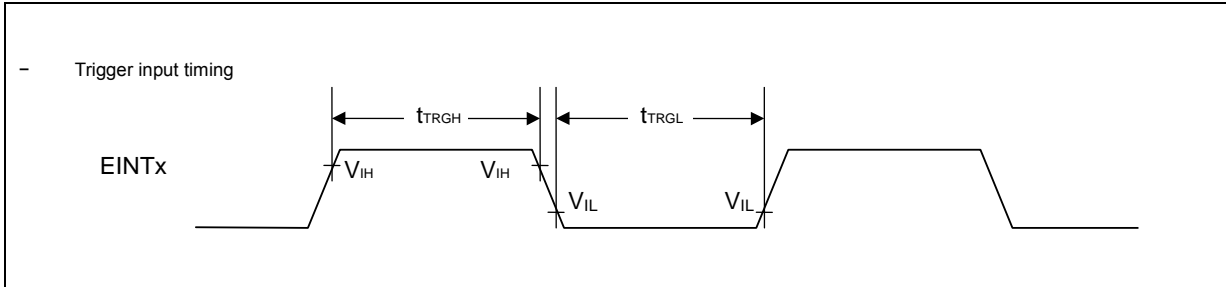 – Trigger input timing
tTRGH tTRGL
EINTx VIH VIH
VIL VIL